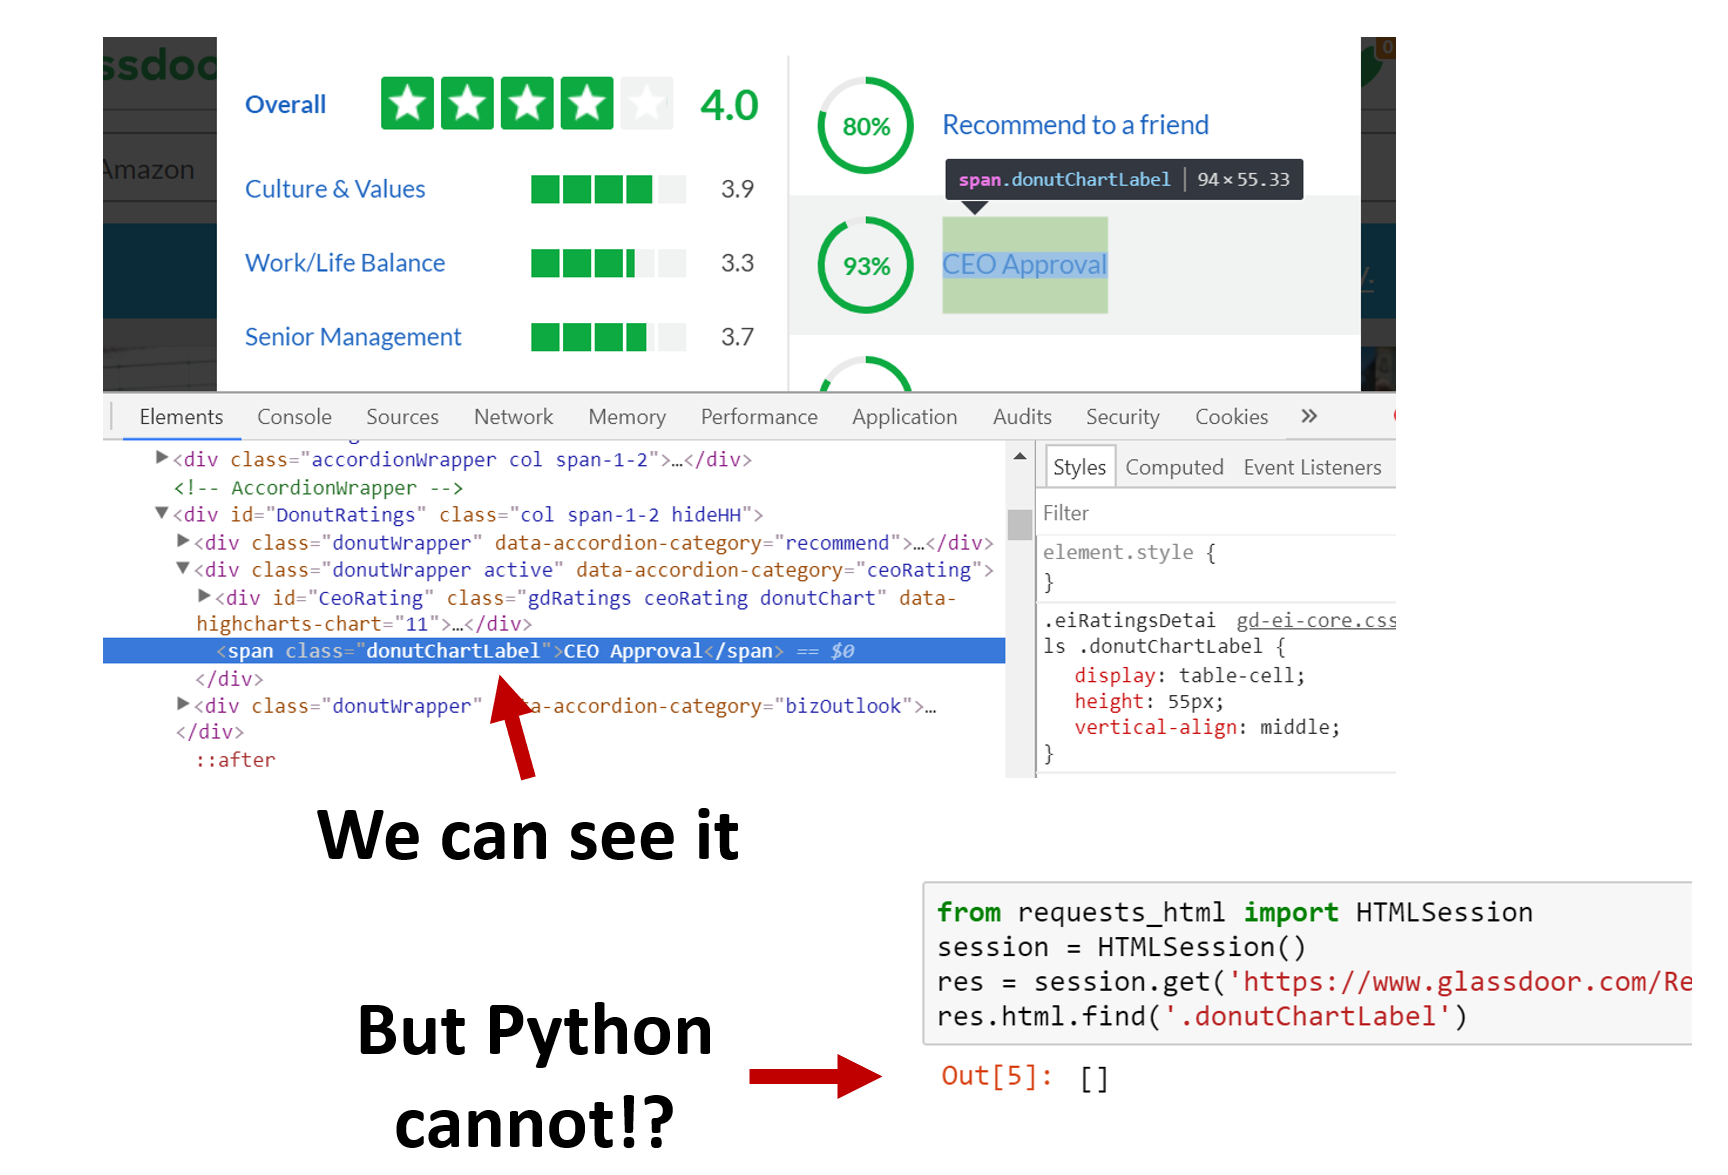 ssdoo
0
Amazon
Overall
4.0
80%
Recommend to a friend
span.donutChartLabel | 94×55.33
Culture & Values
3.9
93%
CEO Approval
Work/Life Balance
3.3
Senior Management
3.7
Elements Console Sources Network Memory Performance Application Audits Security Cookies »
▶<div class="accordionWrapper col span-1-2">…</div>
<!-- AccordionWrapper -->
▼<div id="DonutRatings" class="col span-1-2 hideHH">
▶<div class="donutWrapper" data-accordion-category="recommend">…</div>
▼<div class="donutWrapper active" data-accordion-category="ceoRating">
▶<div id="CeoRating" class="gdRatings ceoRating donutChart" data-
highcharts-chart="11">…</div>
<span class="donutChartLabel">CEO Approval</span> == $0
</div>
▶<div class="donutWrapper" ta-accordion-category="bizOutlook">…
</div>
::after
Styles Computed Event Listeners
Filter
element.style {
}
.eiRatingsDetai gd-ei-core.css
ls .donutChartLabel {
display: table-cell;
height: 55px;
vertical-align: middle;
}
We can see it
from requests_html import HTMLSession
session = HTMLSession()
res = session.get('https://www.glassdoor.com/Re
res.html.find('.donutChartLabel')
But Python
cannot!?
Out[5]: []